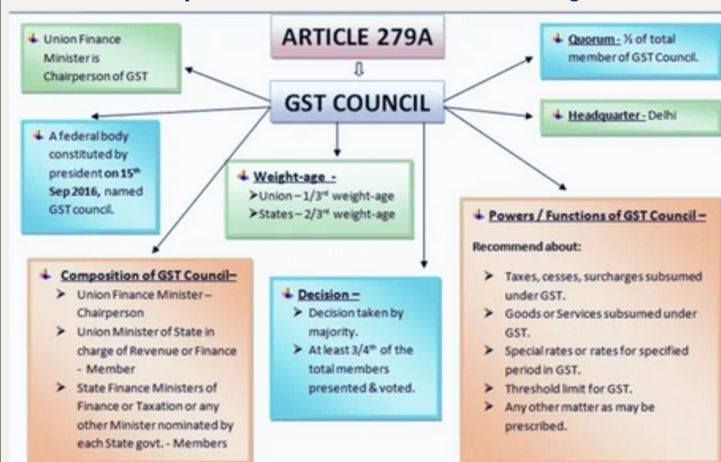 ARTICLE 279A
GST COUNCIL
Union Finance
Minister is
Chairperson of GST
Quorum - ½ of total
member of GST Council.
Headquarter - Delhi
A federal body
constituted by
president on 15th
Sep 2016, named
GST council.
Weight-age -
Union – 1/3rd weight-age
States – 2/3rd weight-age
Composition of GST Council–
Union Finance Minister –
Chairperson
Union Minister of State in
charge of Revenue or Finance
- Member
State Finance Ministers of
Finance or Taxation or any
other Minister nominated by
each State govt. - Members
Decision –
Decision taken by
majority.
At least 3/4th of the
total members
presented & voted.
Powers / Functions of GST Council –
Recommend about:
Taxes, cesses, surcharges subsumed
under GST.
Goods or Services subsumed under
GST.
Special rates or rates for specified
period in GST.
Threshold limit for GST.
Any other matter as may be
prescribed.